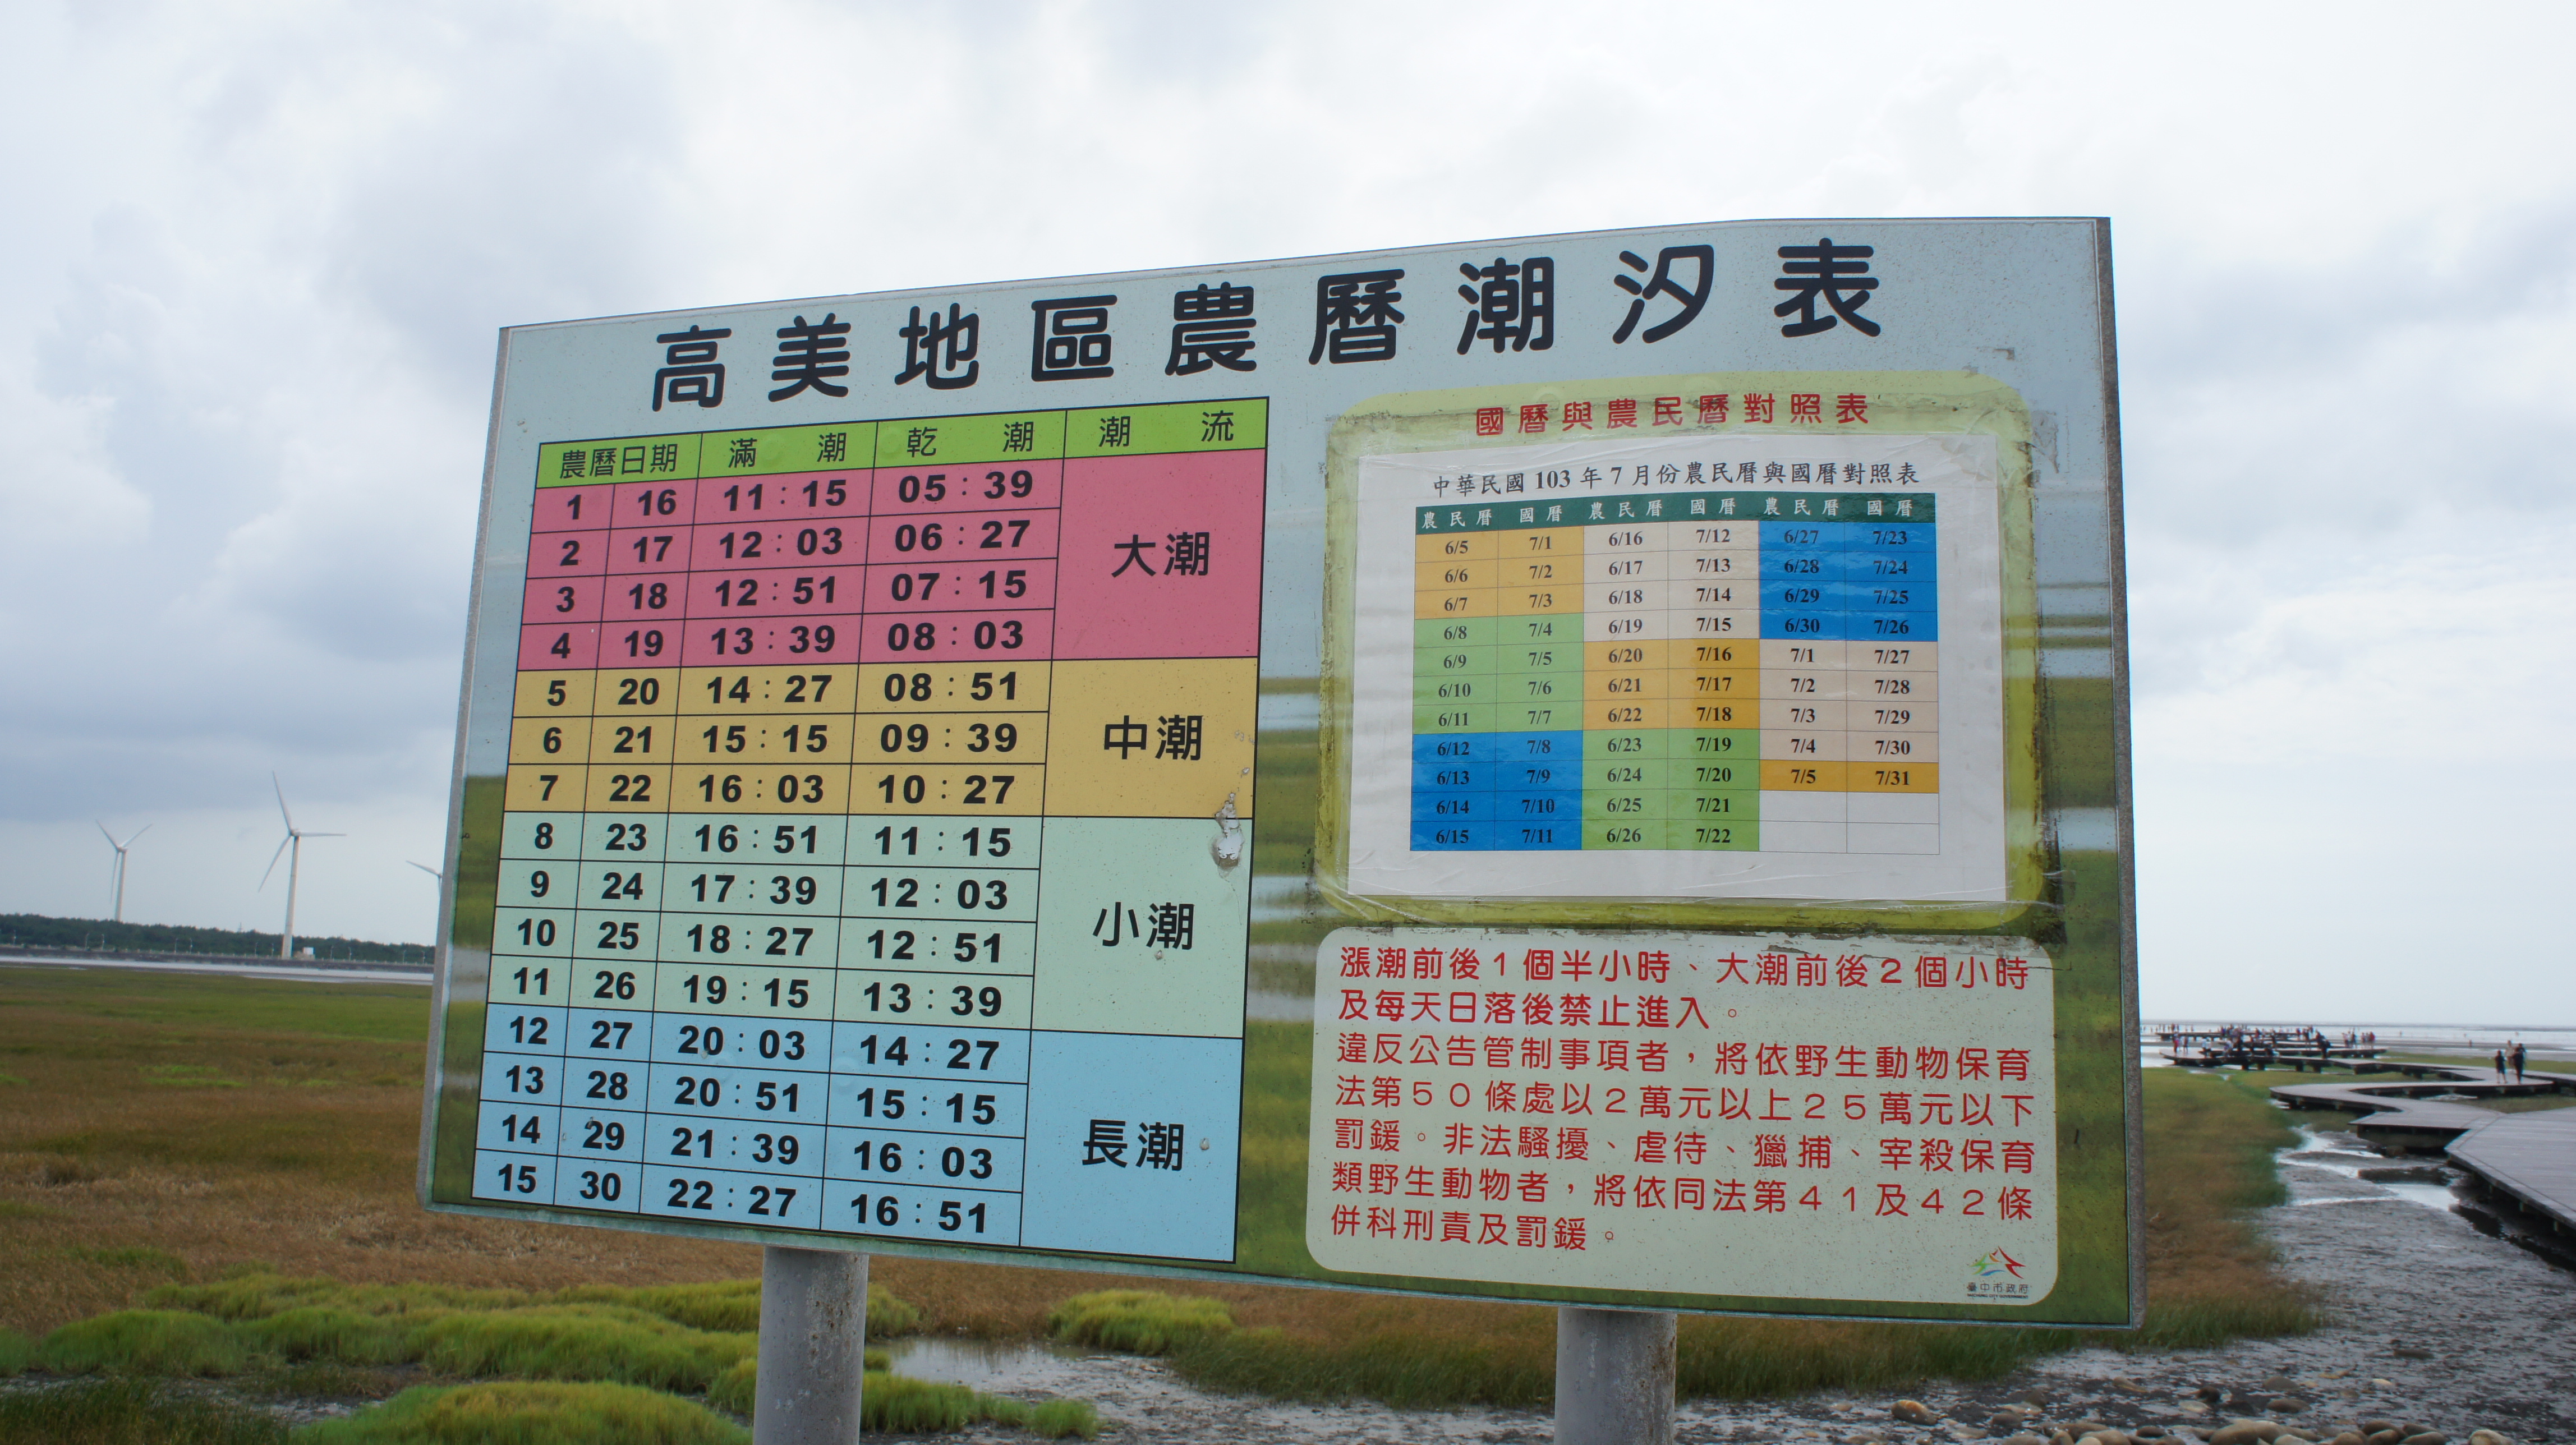 高美地區農曆潮汐表
農曆日期 滿潮 乾潮 潮流
1 16 11:15 05:39 大潮
2 17 12:03 06:27
3 18 12:51 07:15
4 19 13:39 08:03
5 20 14:27 08:51 中潮
6 21 15:15 09:39
7 22 16:03 10:27
8 23 16:51 11:15 小潮
9 24 17:39 12:03
10 25 18:27 12:51
11 26 19:15 13:39
12 27 20:03 14:27 長潮
13 28 20:51 15:15
14 29 21:39 16:03
15 30 22:27 16:51
國曆與農民曆對照表
中華民國 103 年 7 月份農民曆與國曆對照表
農民曆 國曆 農民曆 國曆 農民曆 國曆
6/5 7/1 6/16 7/12 6/27 7/23
6/6 7/2 6/17 7/13 6/28 7/24
6/7 7/3 6/18 7/14 6/29 7/25
6/8 7/4 6/19 7/15 6/30 7/26
6/9 7/5 6/20 7/16 7/1 7/27
6/10 7/6 6/21 7/17 7/2 7/28
6/11 7/7 6/22 7/18 7/3 7/29
6/12 7/8 6/23 7/19 7/4 7/30
6/13 7/9 6/24 7/20 7/5 7/31
6/14 7/10 6/25 7/21
6/15 7/11 6/26 7/22
漲潮前後1個半小時、大潮前後2個小時
及每天日落後禁止進入。
違反公告管制事項者，將依野生動物保育
法第50條處以2萬元以上25萬元以下
罰鍰。非法騷擾、虐待、獵捕、宰殺保育
類野生動物者，將依同法第41及42條
併科刑責及罰鍰。
臺中市政府